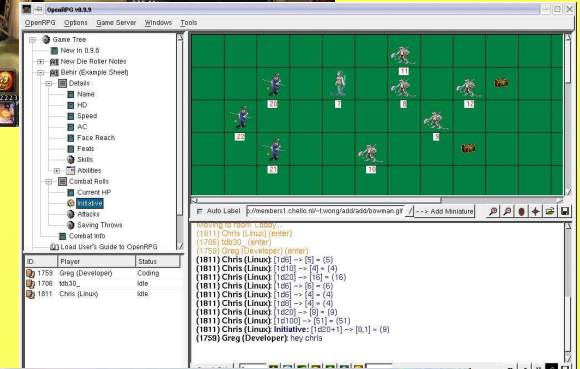 OpenRPG v8.9.9
OpenRPG Options Game Server Windows Tools
Game Tree
New In 0.9.8
New Die Roller Notes
Behir (Example Sheet)
Details
Name
HD
Speed
AC
Face Reach
Feats
Skills
Abilities
Combat Rolls
Current HP
Initiative
Attacks
Saving Throws
Combat Info
Load User's Guide to OpenRPG
11
20
7
8
12
22
9
21
10
Auto Label
p://members1.chello.nl/~t.wong/add/add/bowman.gif
--> Add Miniature
ID Player Status
1759 Greg (Developer) Coding
1706 tdb30_ Idle
1811 Chris (Linux) Idle
Moving to room 'Lobby'...
(1811) Chris (Linux) (enter)
(1706) tdb30_ (enter)
(1759) Greg (Developer) (enter)
(1811) Chris (Linux): [1d6] --> [5] = (5)
(1811) Chris (Linux): [1d10] --> [4] = (4)
(1811) Chris (Linux): [1d20] --> [16] = (16)
(1811) Chris (Linux): [1d6] --> [6] = (6)
(1811) Chris (Linux): [1d6] --> [4] = (4)
(1811) Chris (Linux): [1d8] --> [4] = (4)
(1811) Chris (Linux): [1d20] --> [9] = (9)
(1811) Chris (Linux): [1d100] --> [51] = (51)
(1811) Chris (Linux): Initiative: [1d20+1] --> [8,1] = (9)
(1759) Greg (Developer): hey chris